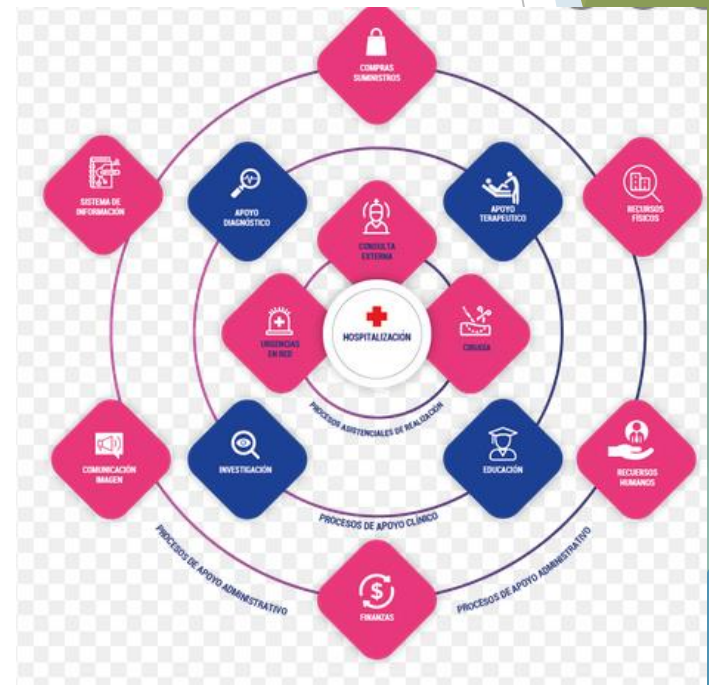 COMPRAS
SUMINISTROS
SISTEMA DE
INFORMACIÓN
APOYO
DIAGNÓSTICO
APOYO
TERAPEUTICO
RECURSOS
FÍSICOS
CONSULTA
EXTERNA
URGENCIAS
EN RED
HOSPITALIZACIÓN
CIRUGÍA
PROCESOS ASISTENCIALES DE REALIZACIÓN
COMUNICACIÓN
IMAGEN
INVESTIGACIÓN
EDUCACIÓN
RECUERSOS
HUMANOS
PROCESOS DE APOYO CLÍNICO
PROCESOS DE APOYO ADMINISTRATIVO
PROCESOS DE APOYO ADMINISTRATIVO
FINANZAS